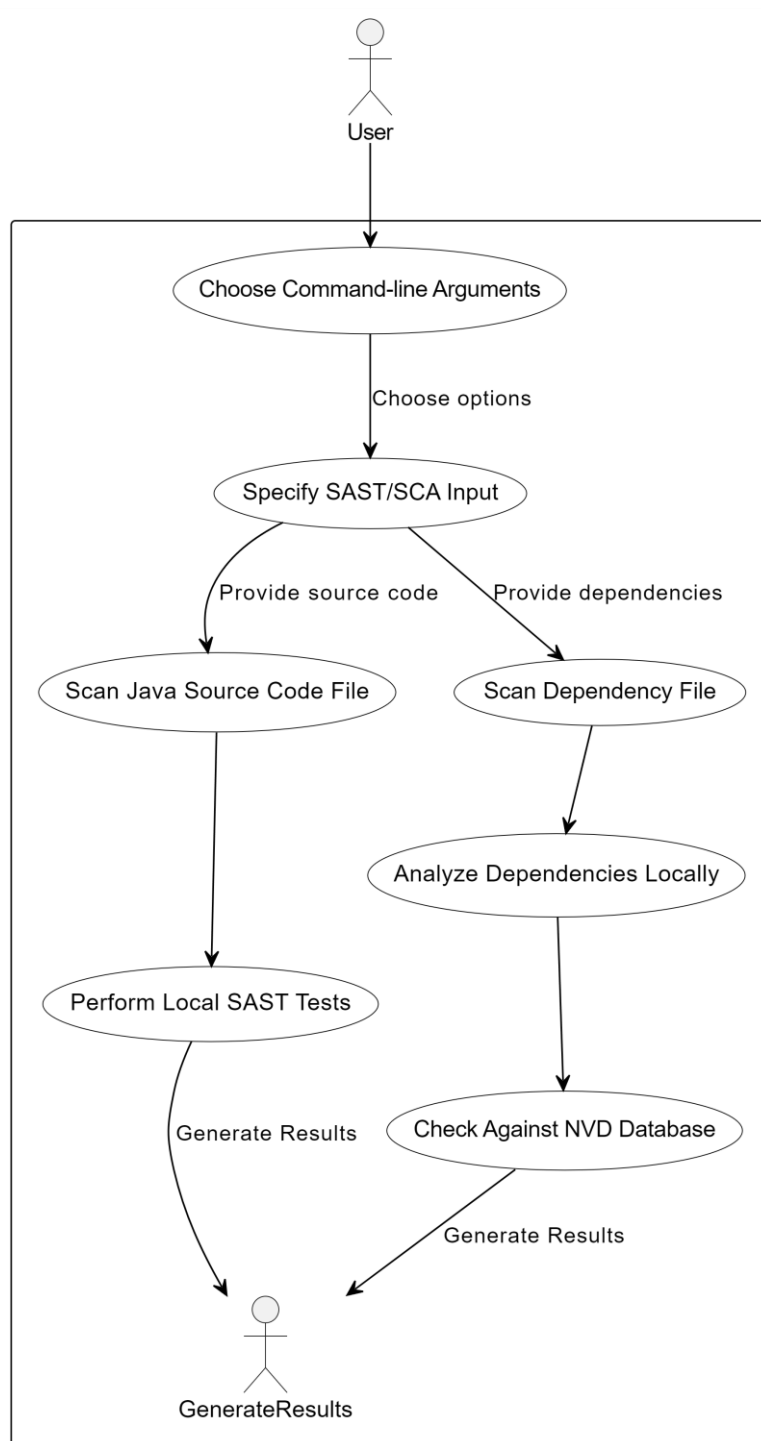 User
Choose Command-line Arguments
Choose options
Specify SAST/SCA Input
Provide source code
Provide dependencies
Scan Java Source Code File
Scan Dependency File
Analyze Dependencies Locally
Perform Local SAST Tests
Generate Results
Check Against NVD Database
Generate Results
GenerateResults